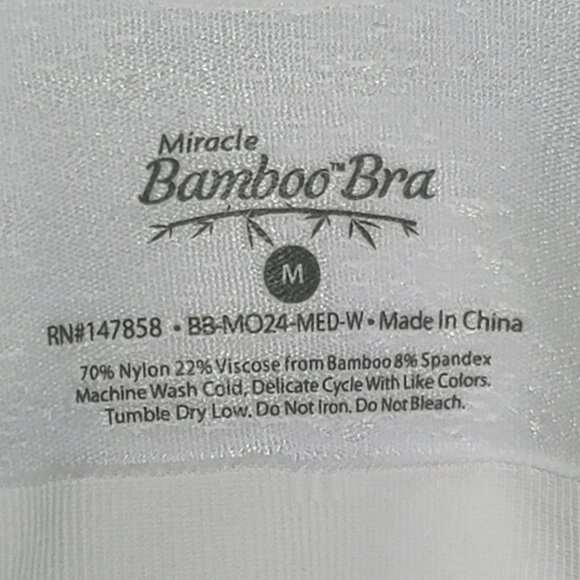 Miracle
Bamboo™ Bra
M
RN#147858 • BB-MO24-MED-W • Made In China
70% Nylon 22% Viscose from Bamboo 8% Spandex
Machine Wash Cold, Delicate Cycle With Like Colors.
Tumble Dry Low. Do Not Iron. Do Not Bleach.